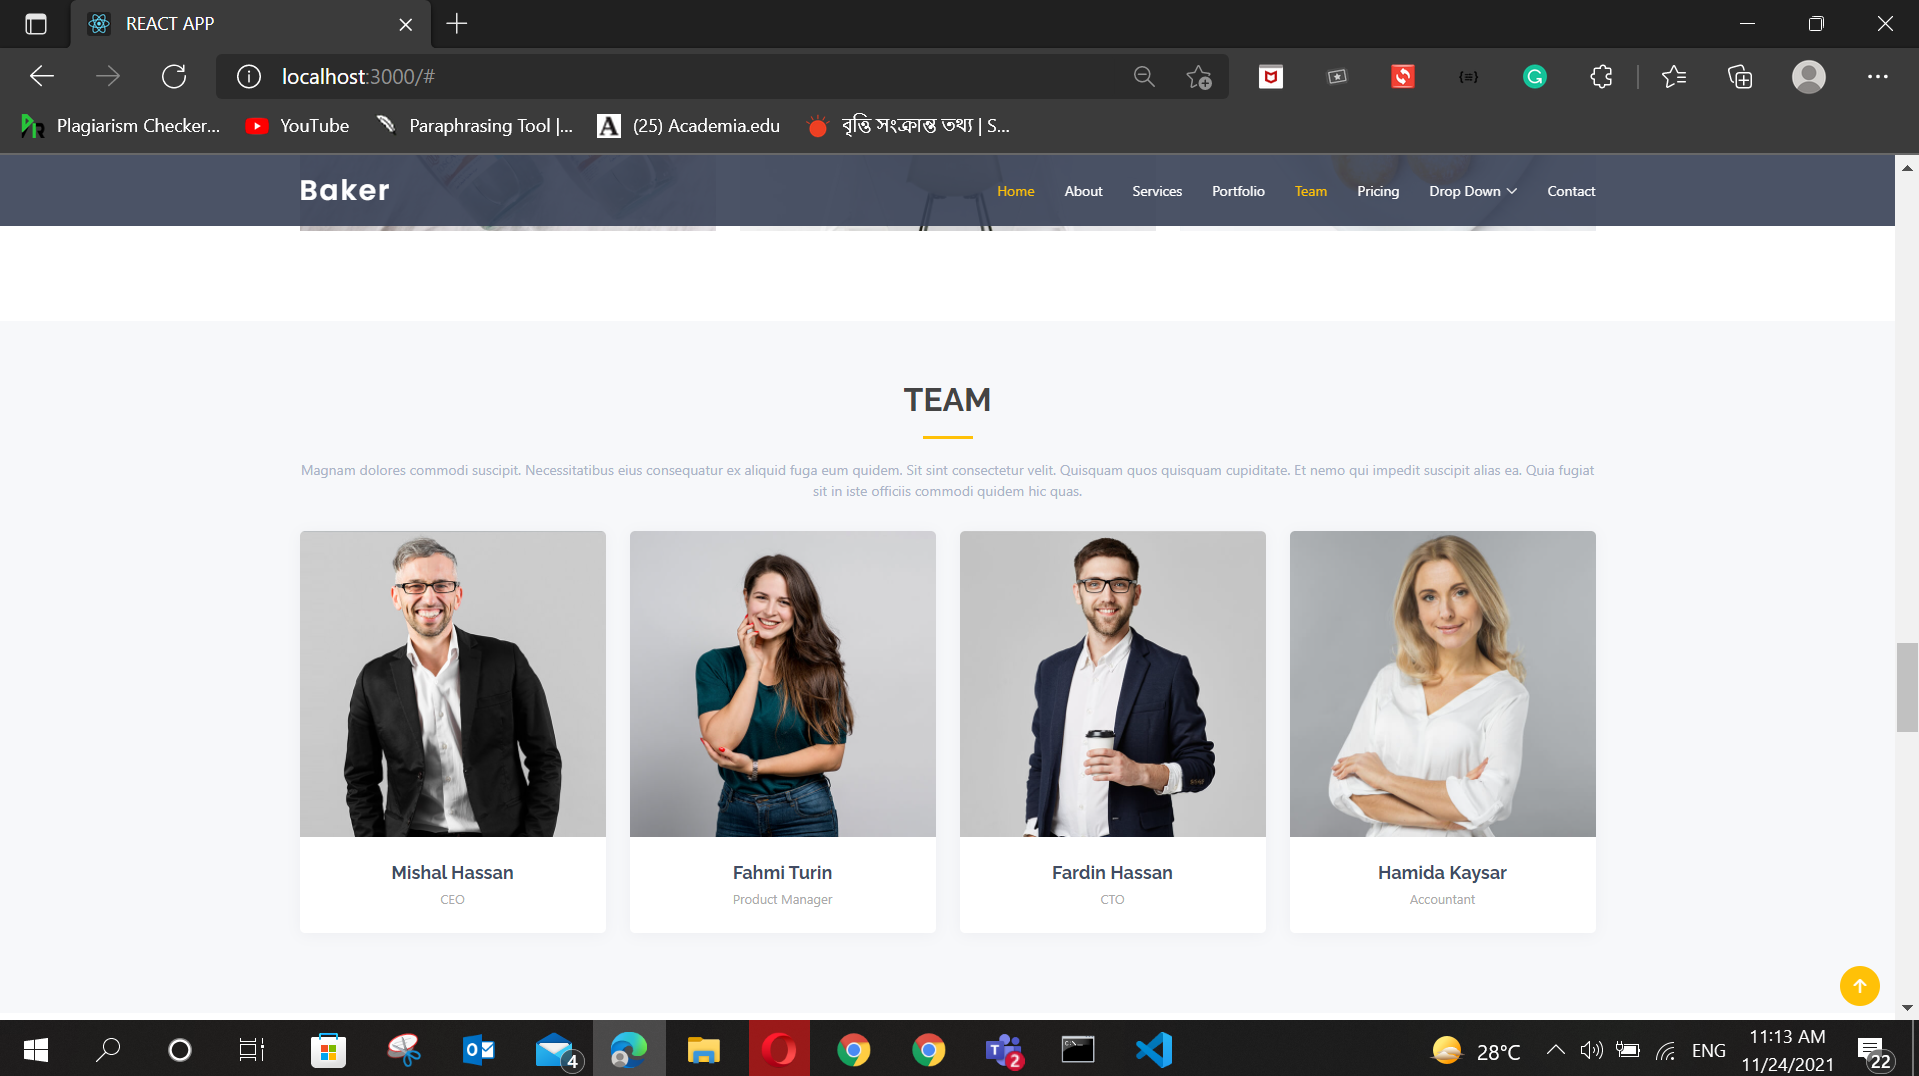 REACT APP
localhost:3000/#
Plagiarism Checker...
YouTube
Paraphrasing Tool |...
A
(25) Academia.edu
বৃত্তি সংক্রান্ত তথ্য | S...
Baker
Home
About
Services
Portfolio
Team
Pricing
Drop Down
Contact
TEAM
Magnam dolores commodi suscipit. Necessitatibus eius consequatur ex aliquid fuga eum quidem. Sit sint consectetur velit. Quisquam quos quisquam cupiditate. Et nemo qui impedit suscipit alias ea. Quia fugiat
sit in iste officiis commodi quidem hic quas.
Mishal Hassan
CEO
Fahmi Turin
Product Manager
Fardin Hassan
CTO
Hamida Kaysar
Accountant
4
2
28°C
ENG
11:13 AM
11/24/2021
22